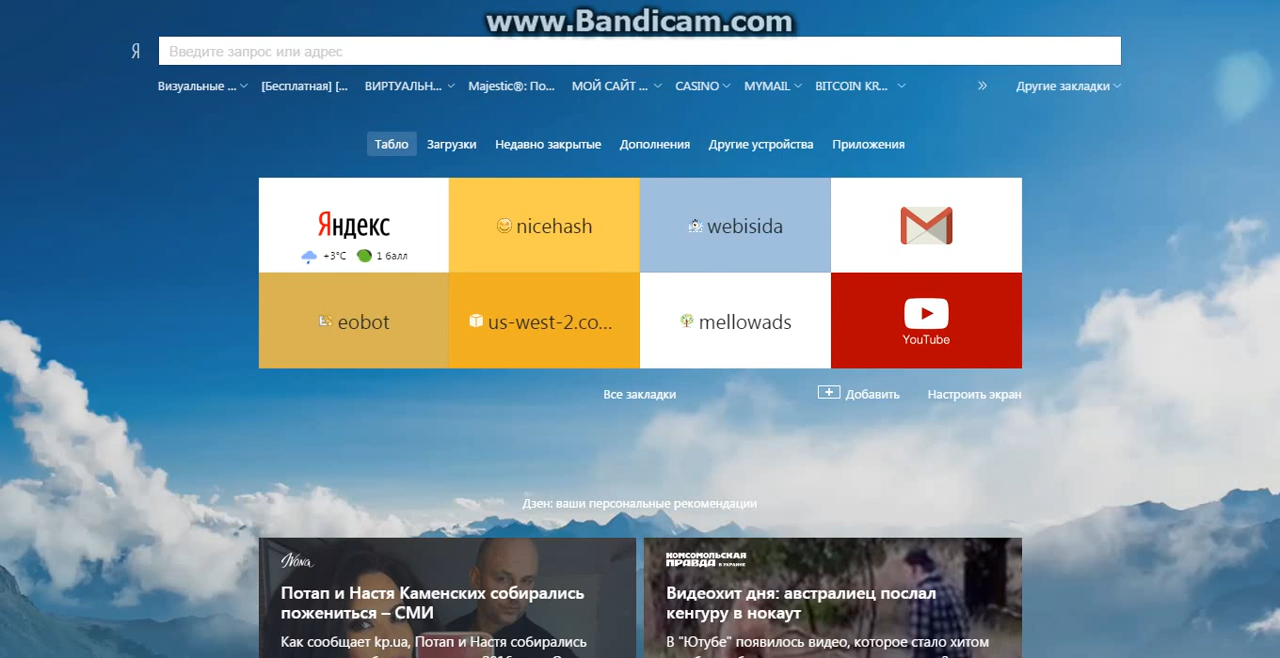 www.Bandicam.com
Я Введите запрос или адрес
Визуальные ... [Бесплатная] [... ВИРТУАЛЬН... Majestic®: По... МОЙ САЙТ ... CASINO MYMAIL BITCOIN KR... » Другие закладки
Табло Загрузки Недавно закрытые Дополнения Другие устройства Приложения
Яндекс nicehash webisida
+3°C 1 балл
eobot us-west-2.co... mellowads YouTube
Все закладки Добавить Настроить экран
Дзен: ваши персональные рекомендации
Nona
Потап и Настя Каменских собирались
пожениться – СМИ
Как сообщает kp.ua, Потап и Настя собирались
КОМСОМОЛЬСКАЯ
ПРАВДА В УКРАИНЕ
Видеохит дня: австралиец послал
кенгуру в нокаут
В "Ютубе" появилось видео, которое стало хитом